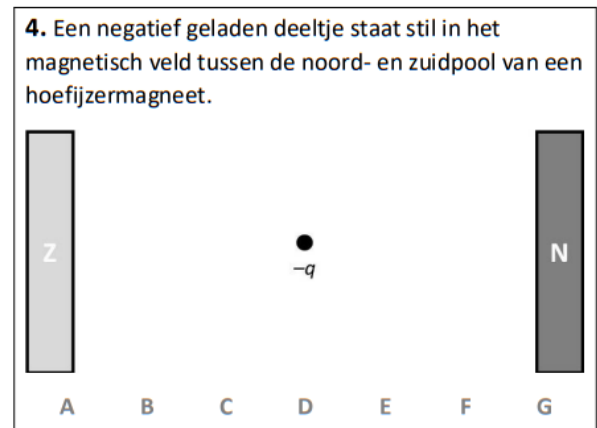 4. Een negatief geladen deeltje staat stil in het
magnetisch veld tussen de noord- en zuidpool van een
hoefijzermagneet.
Z
N
−q
A B C D E F G